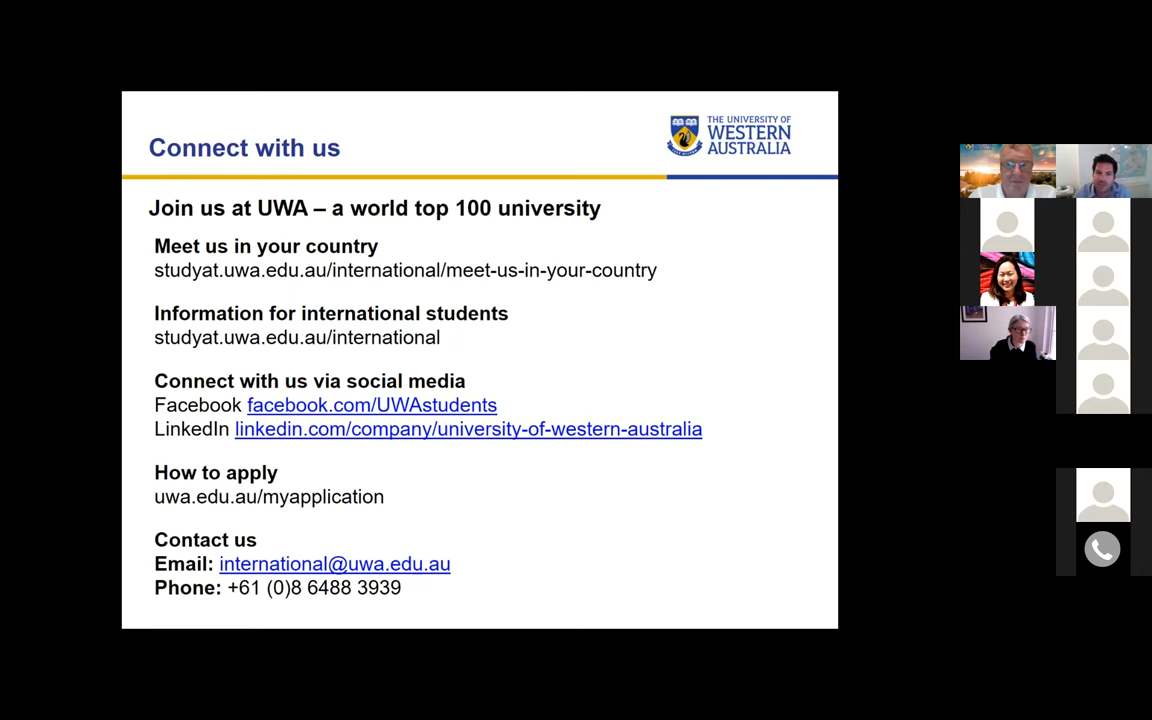 Connect with us
THE UNIVERSITY OF
WESTERN
AUSTRALIA
Join us at UWA – a world top 100 university
Meet us in your country
studyat.uwa.edu.au/international/meet-us-in-your-country
Information for international students
studyat.uwa.edu.au/international
Connect with us via social media
Facebook facebook.com/UWAstudents
LinkedIn linkedin.com/company/university-of-western-australia
How to apply
uwa.edu.au/myapplication
Contact us
Email: international@uwa.edu.au
Phone: +61 (0)8 6488 3939